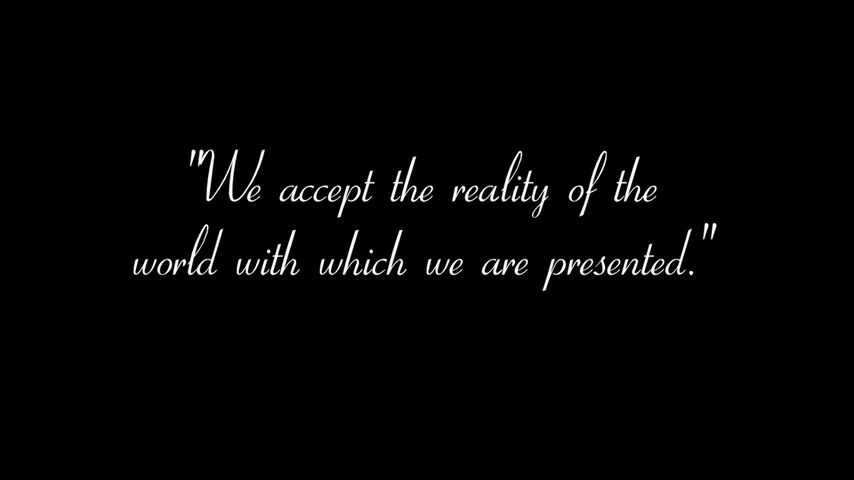 "We accept the reality of the
world with which we are presented."